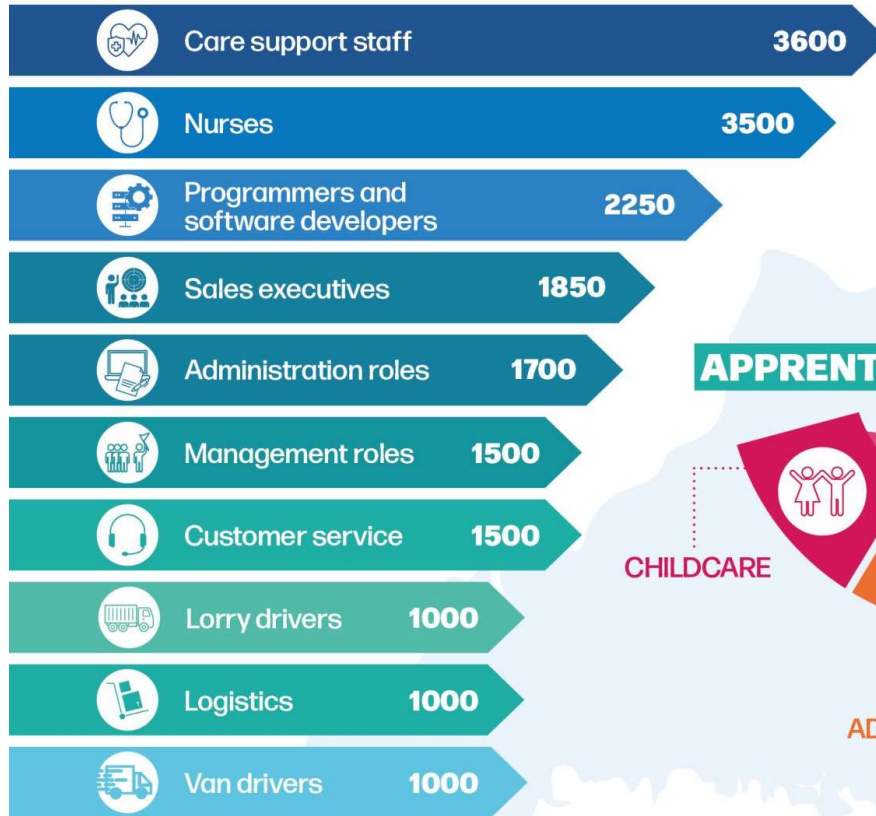 Care support staff 3600
Nurses 3500
Programmers and
software developers 2250
Sales executives 1850
Administration roles 1700
Management roles 1500
Customer service 1500
Lorry drivers 1000
Logistics 1000
Van drivers 1000
APPRENT
CHILDCARE
AD